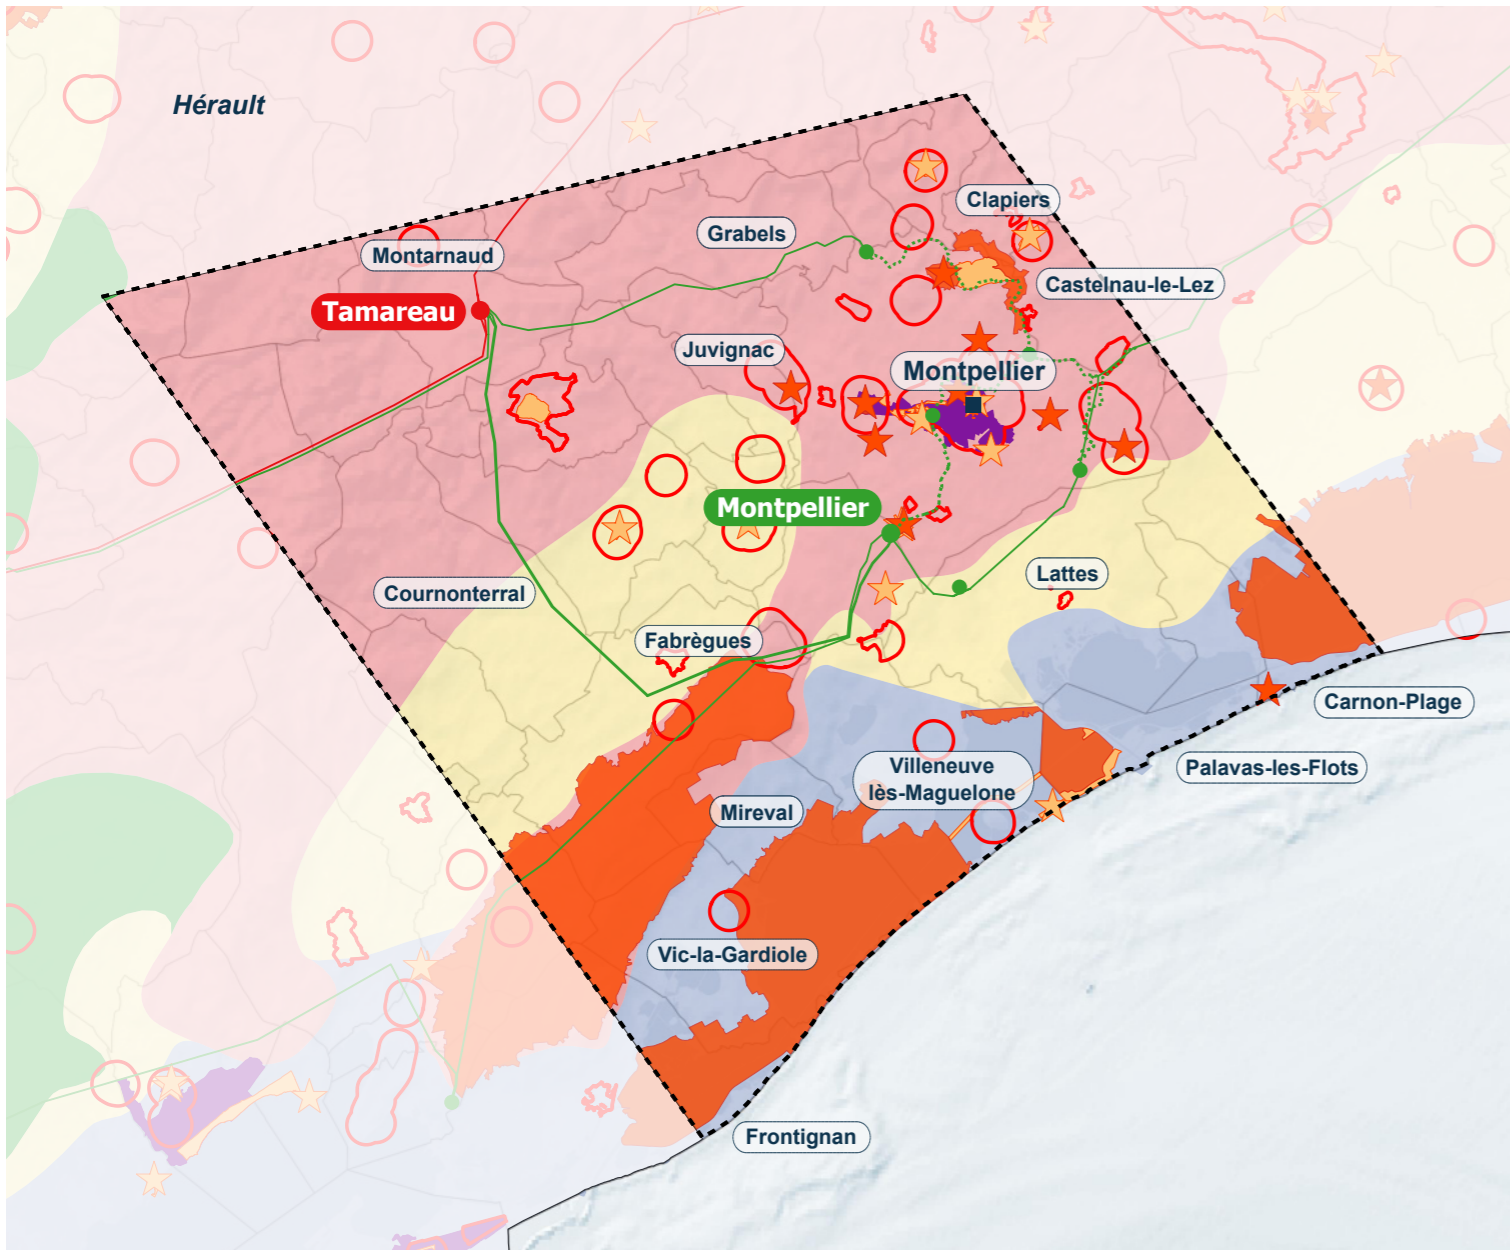 Hérault
Clapiers
Grabels
Montarnaud
Castelnau-le-Lez
Tamareau
Juvignac
Montpellier
Montpellier
Lattes
Cournonterral
Fabrègues
Carnon-Plage
Villeneuve
lès-Maguelone
Palavas-les-Flots
Mireval
Vic-la-Gardiole
Frontignan